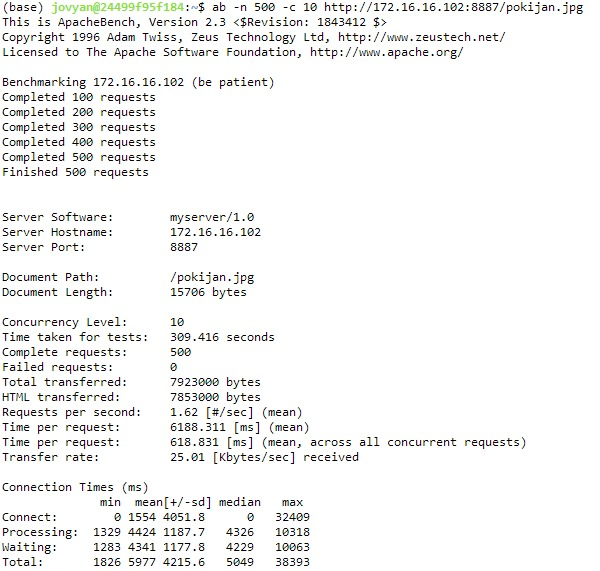 (base) jovyan@24499f95f184:~$ ab -n 500 -c 10 http://172.16.16.102:8887/pokijan.jpg
This is ApacheBench, Version 2.3 <$Revision: 1843412 $>
Copyright 1996 Adam Twiss, Zeus Technology Ltd, http://www.zeustech.net/
Licensed to The Apache Software Foundation, http://www.apache.org/

Benchmarking 172.16.16.102 (be patient)
Completed 100 requests
Completed 200 requests
Completed 300 requests
Completed 400 requests
Completed 500 requests
Finished 500 requests


Server Software:        myserver/1.0
Server Hostname:        172.16.16.102
Server Port:            8887

Document Path:          /pokijan.jpg
Document Length:        15706 bytes

Concurrency Level:      10
Time taken for tests:   309.416 seconds
Complete requests:      500
Failed requests:        0
Total transferred:      7923000 bytes
HTML transferred:       7853000 bytes
Requests per second:    1.62 [#/sec] (mean)
Time per request:       6188.311 [ms] (mean)
Time per request:       618.831 [ms] (mean, across all concurrent requests)
Transfer rate:          25.01 [Kbytes/sec] received

Connection Times (ms)
              min  mean[+/-sd] median   max
Connect:        0 1554 4051.8      0   32409
Processing:  1329 4424 1187.7   4326   10318
Waiting:     1283 4341 1177.8   4229   10063
Total:       1826 5977 4215.6   5049   38393